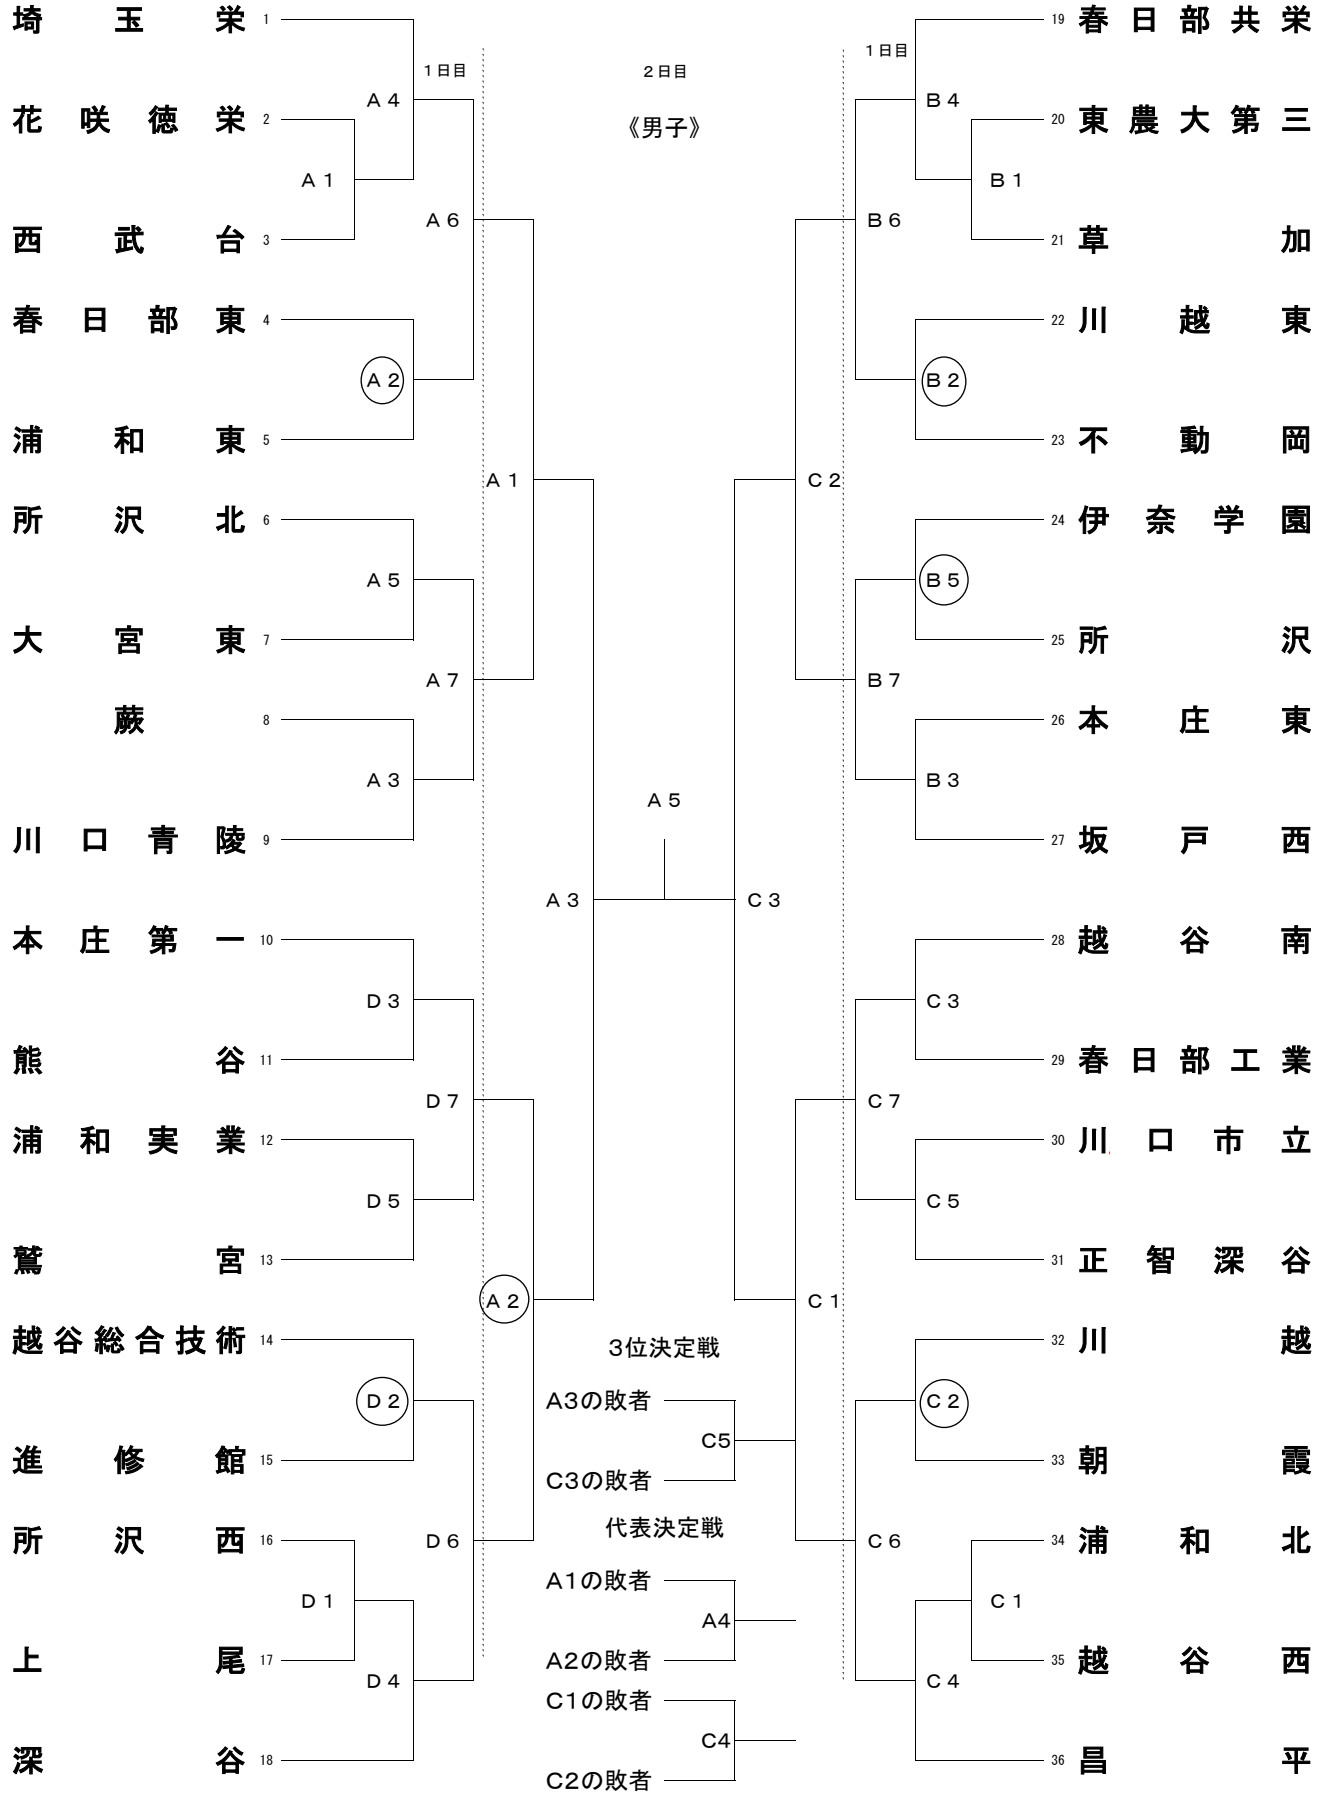 埼玉栄 1
19 春日部共栄
1日目
2日目
1日目
A4
B4
花咲徳栄 2
《男子》
20 東農大第三
A1
B1
A6
B6
西武台 3
21 草加
春日部東 4
22 川越東
A2
B2
浦和東 5
23 不動岡
A1
C2
所沢北 6
24 伊奈学園
A5
B5
大宮東 7
25 所沢
A7
B7
蕨 8
26 本庄東
A3
B3
A5
川口青陵 9
27 坂戸西
A3
C3
本庄第一 10
28 越谷南
D3
C3
熊谷 11
29 春日部工業
D7
C7
浦和実業 12
30 川口市立
D5
C5
鷲宮 13
31 正智深谷
A2
C1
越谷総合技術 14
3位決定戦
32 川越
D2
A3の敗者
C2
C5
進修館 15
C3の敗者
33 朝霞
代表決定戦
所沢西 16
D6
C6
34 浦和北
A1の敗者
D1
A4
C1
上尾 17
A2の敗者
35 越谷西
D4
C1の敗者
C4
C4
深谷 18
C2の敗者
36 昌平